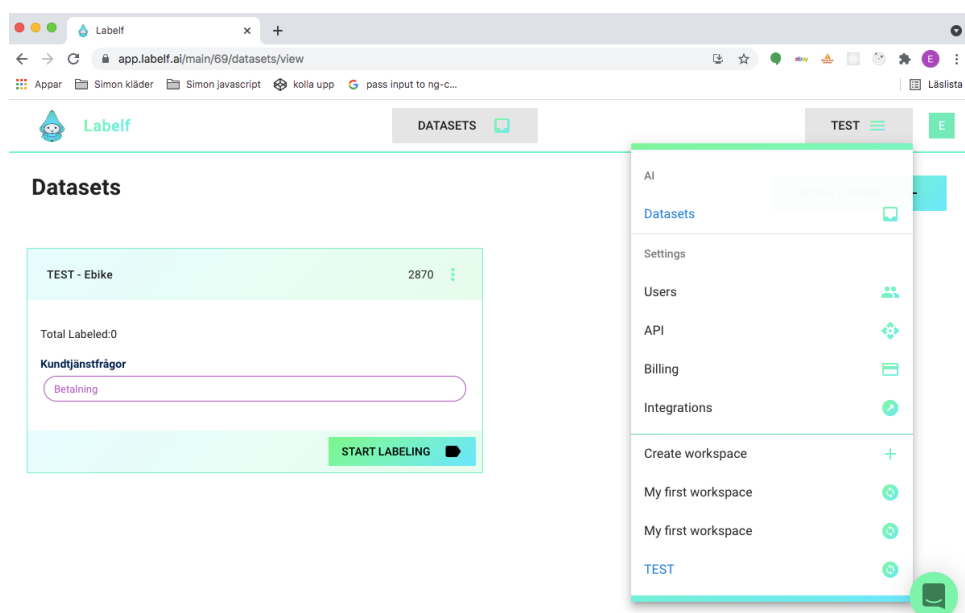 Labelf
app.labelf.ai/main/69/datasets/view
ebay
E
Appar
Simon kläder
Simon javascript
kolla upp
G pass input to ng-c...
Läslista
Labelf
DATASETS
TEST
E
Datasets
AI
Datasets
Settings
TEST - Ebike
2870
Users
Total Labeled:0
API
Kundtjänstfrågor
Billing
Betalning
Integrations
START LABELING
Create workspace
My first workspace
My first workspace
TEST